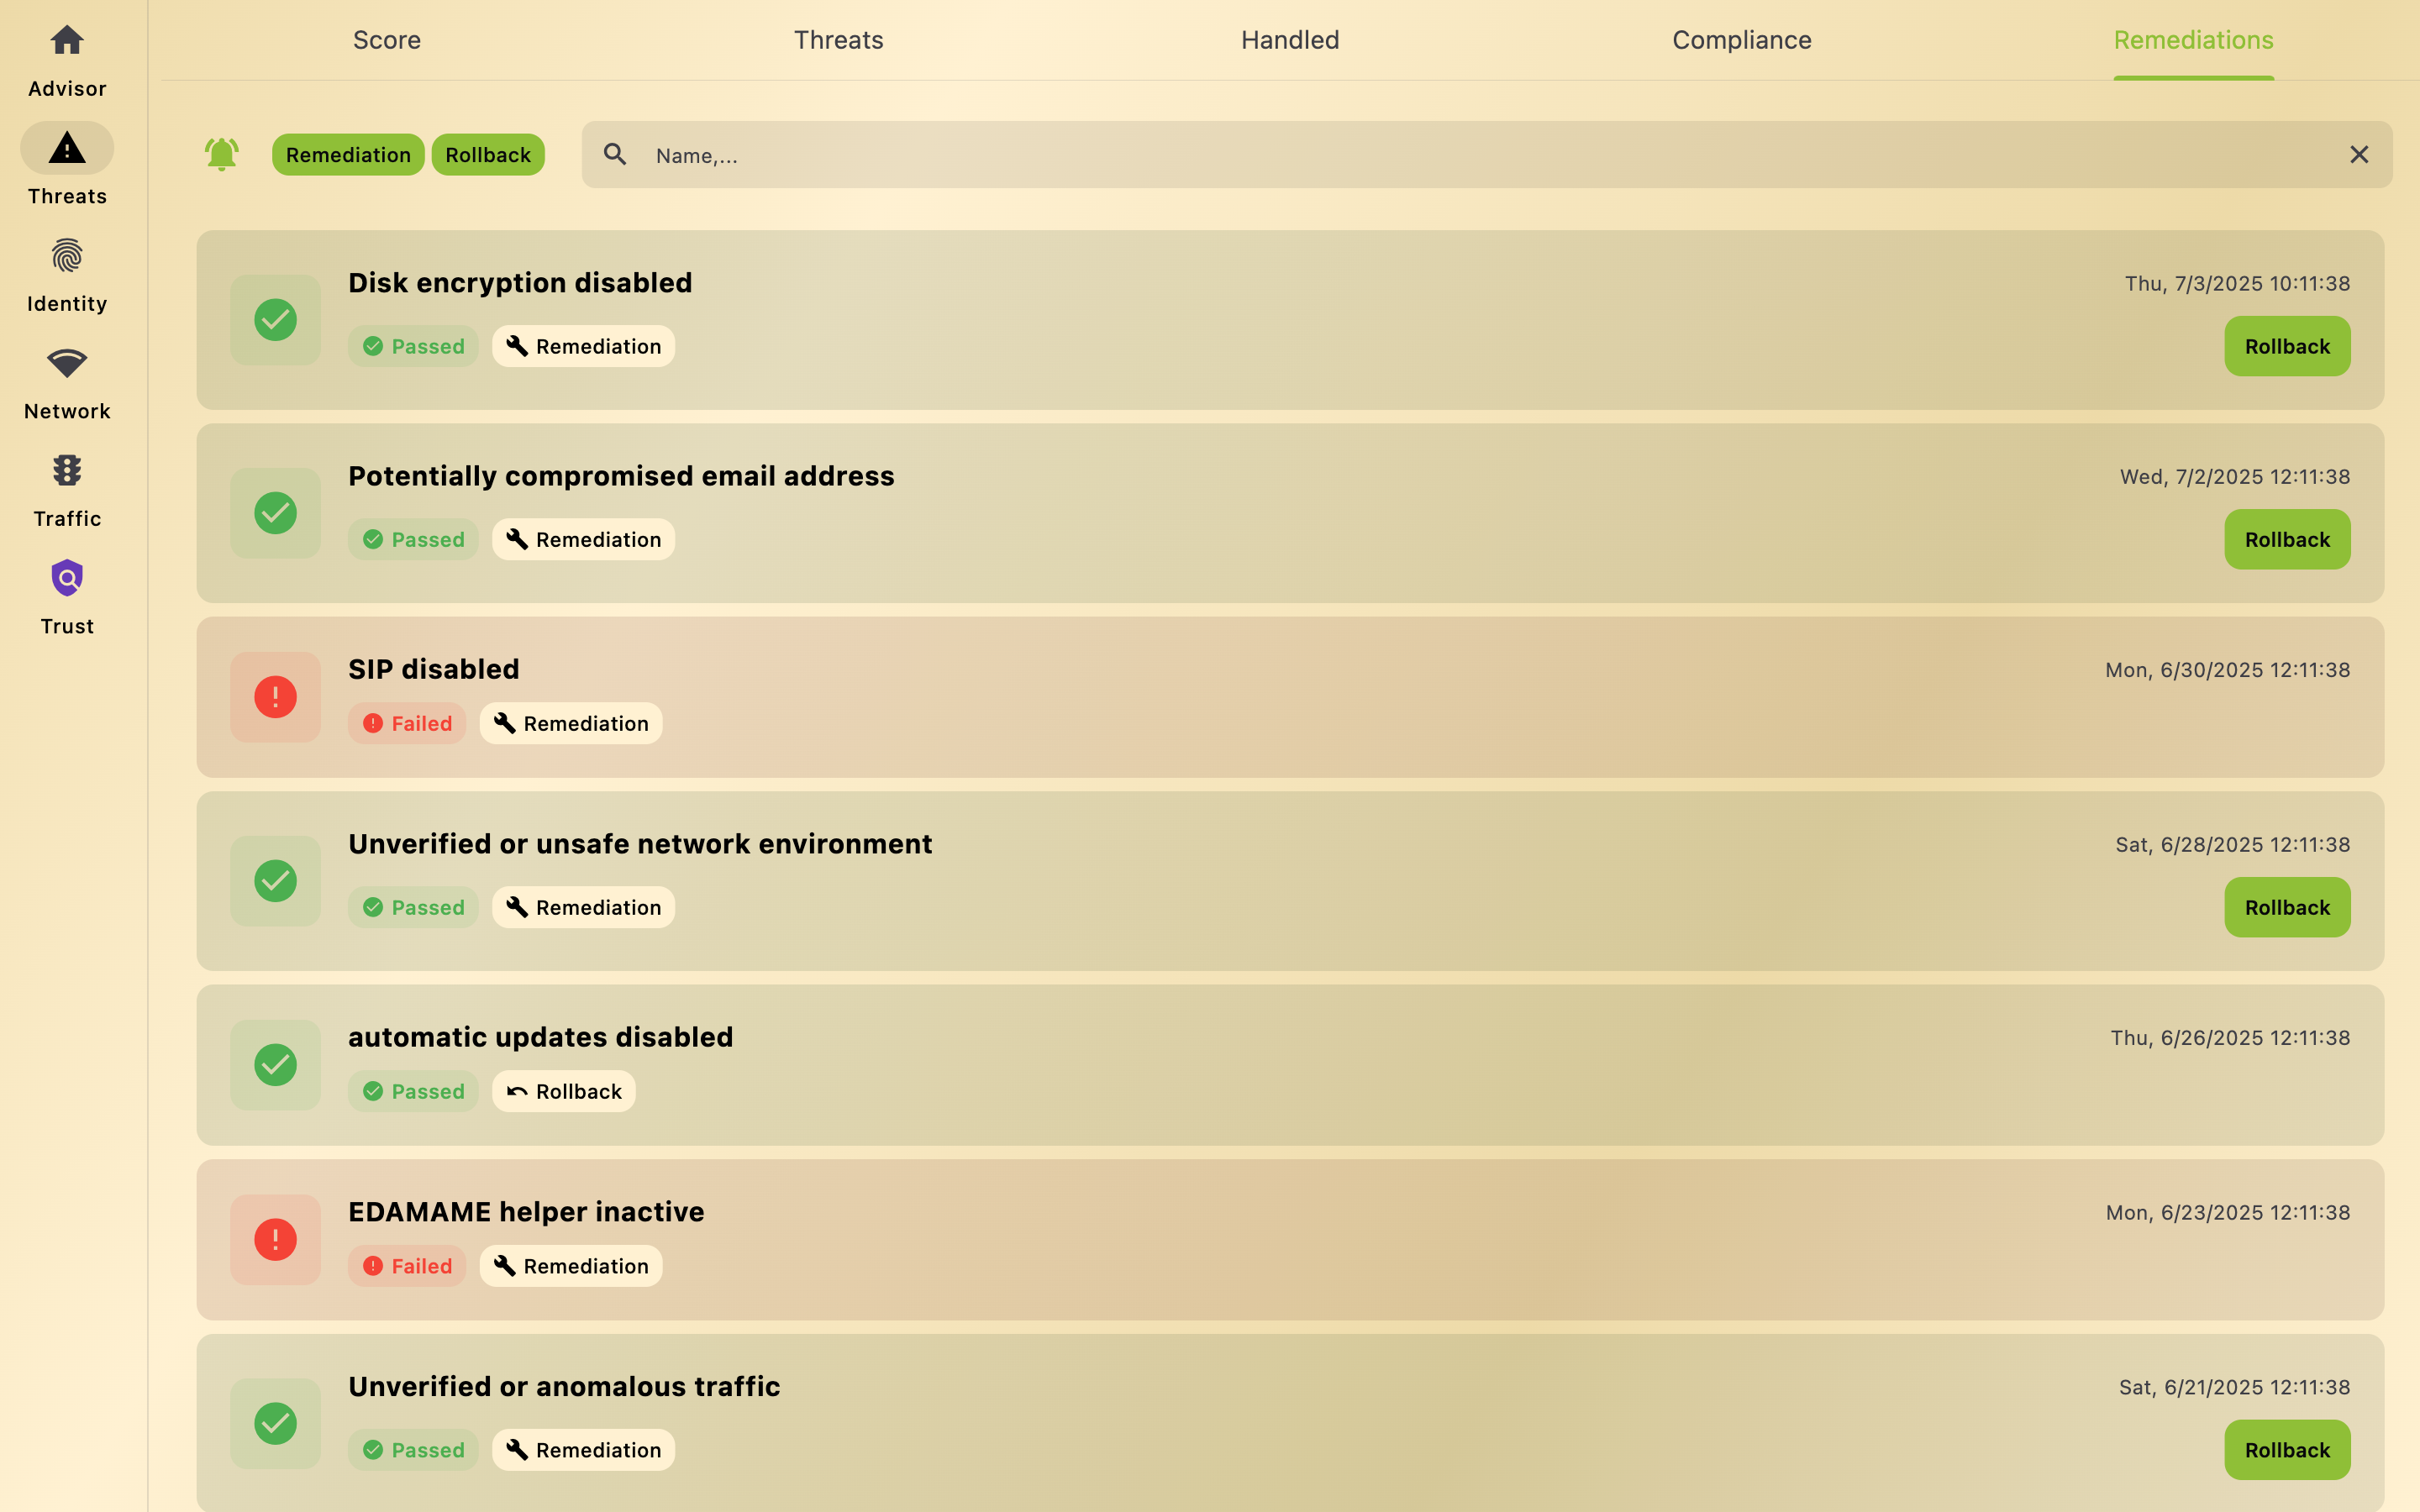 Advisor
Threats
Identity
Network
Traffic
Trust
Score
Threats
Handled
Compliance
Remediations
Remediation
Rollback
Name,...
Disk encryption disabled
Thu, 7/3/2025 10:11:38
Passed
Remediation
Rollback
Potentially compromised email address
Wed, 7/2/2025 12:11:38
Passed
Remediation
Rollback
SIP disabled
Mon, 6/30/2025 12:11:38
Failed
Remediation
Unverified or unsafe network environment
Sat, 6/28/2025 12:11:38
Passed
Remediation
Rollback
automatic updates disabled
Thu, 6/26/2025 12:11:38
Passed
Rollback
EDAMAME helper inactive
Mon, 6/23/2025 12:11:38
Failed
Remediation
Unverified or anomalous traffic
Sat, 6/21/2025 12:11:38
Passed
Remediation
Rollback